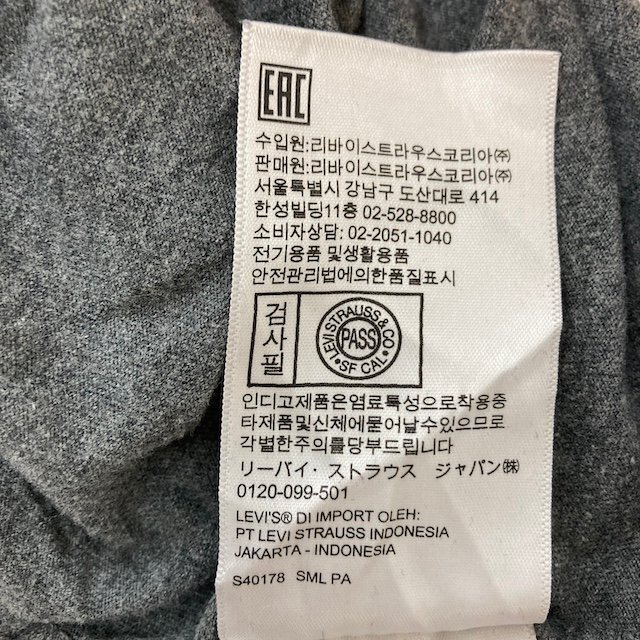 EAC
수입원:리바이스트라우스코리아㈜
판매원:리바이스트라우스코리아㈜
서울특별시 강남구 도산대로 414
한성빌딩11층 02-528-8800
소비자상담: 02-2051-1040
전기용품 및생활용품
안전관리법에의한품질표시
검사필
LEVI STRAUSS & CO
PASS
• SF CAL •
인디고제품은염료특성으로착용중
타제품및신체에묻어날수있으므로
각별한주의를당부드립니다
リーバイ・ストラウス ジャパン㈱
0120-099-501
LEVI'S® DI IMPORT OLEH:
PT LEVI STRAUSS INDONESIA
JAKARTA - INDONESIA
S40178 SML PA